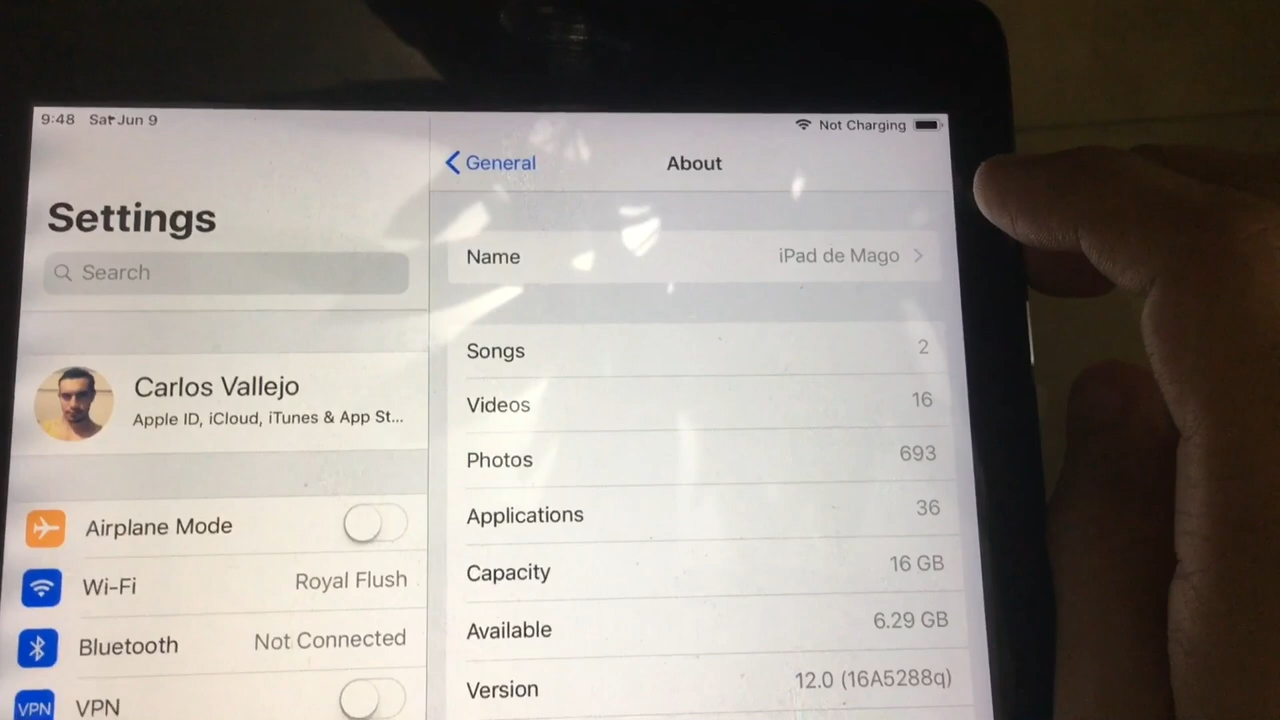 9:48 Sat Jun 9
Not Charging
Settings
Search
Carlos Vallejo
Apple ID, iCloud, iTunes & App St...
Airplane Mode
Wi-Fi Royal Flush
Bluetooth Not Connected
VPN VPN
General About
Name iPad de Mago
Songs 2
Videos 16
Photos 693
Applications 36
Capacity 16 GB
Available 6.29 GB
Version 12.0 (16A5288q)